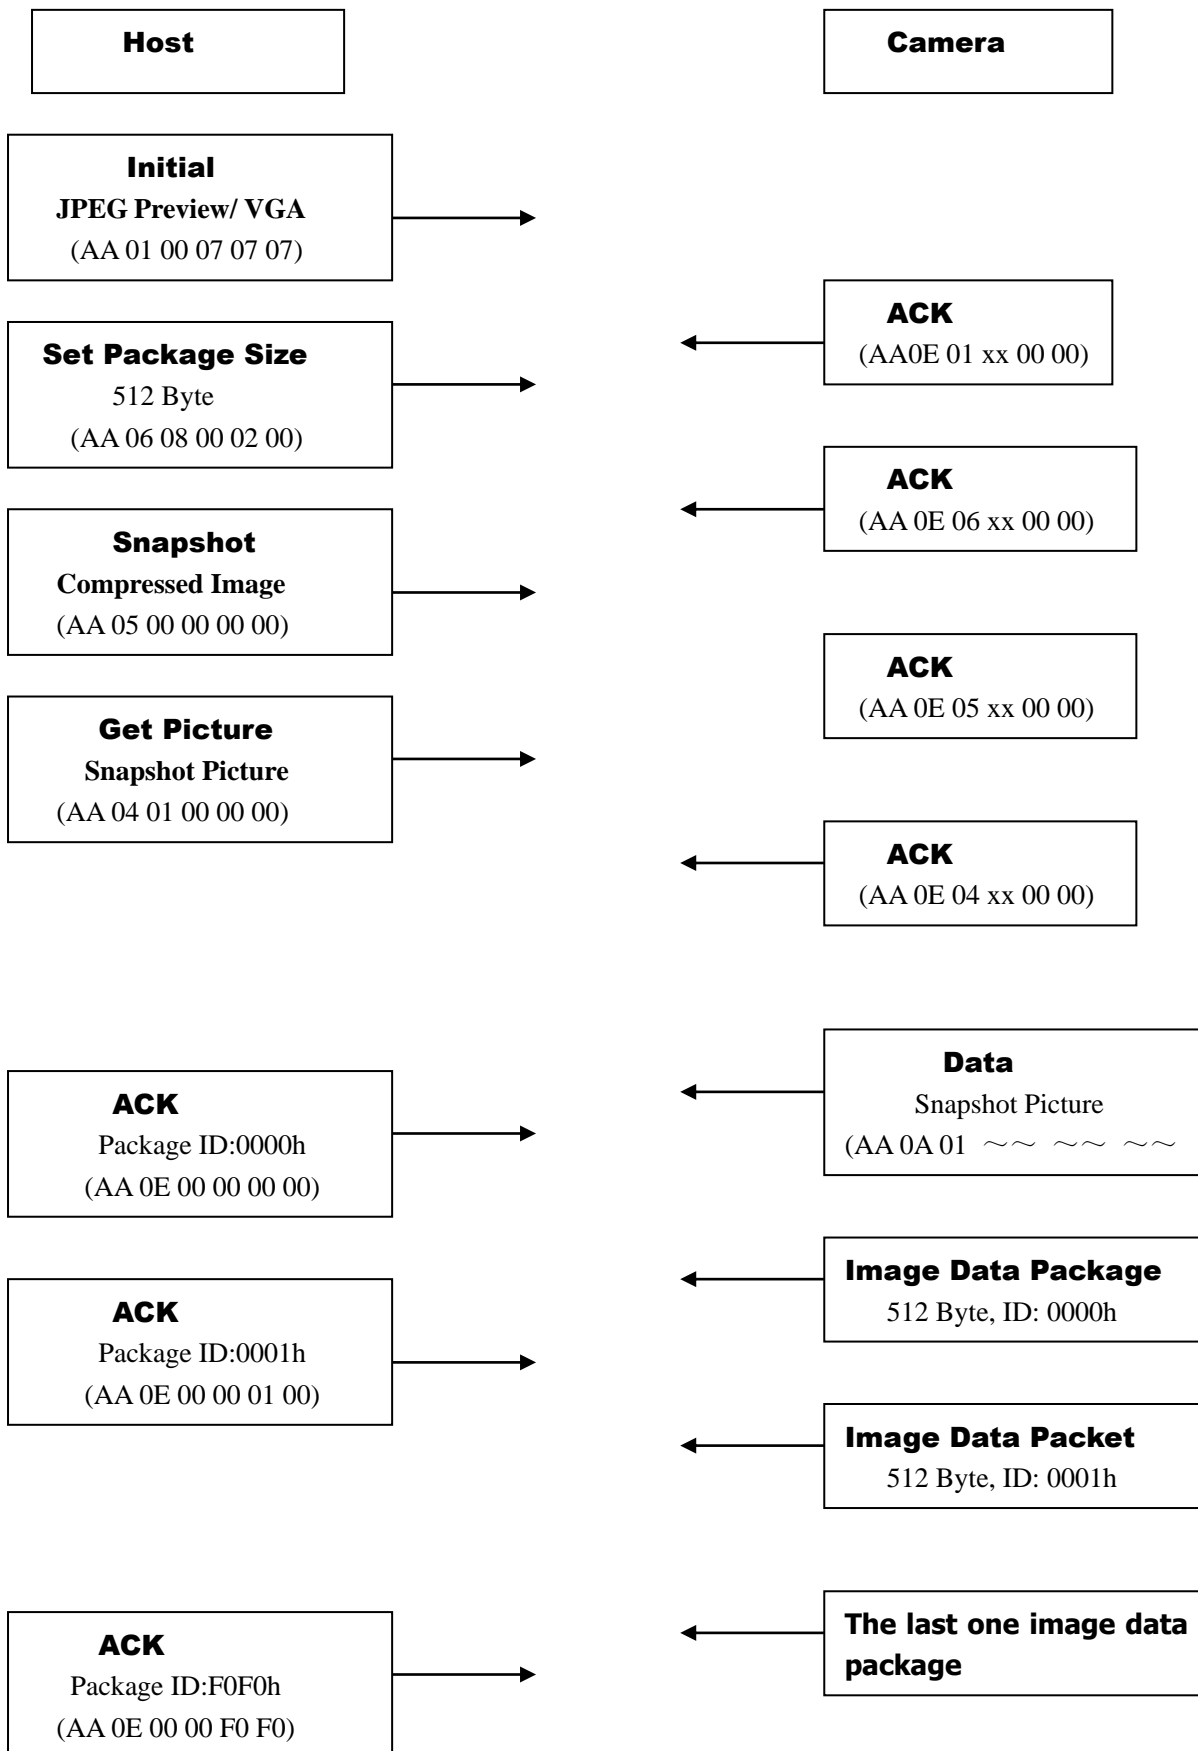 Host
Camera
Initial
JPEG Preview/ VGA
(AA 01 00 07 07 07)
ACK
(AA0E 01 xx 00 00)
Set Package Size
512 Byte
(AA 06 08 00 02 00)
ACK
(AA 0E 06 xx 00 00)
Snapshot
Compressed Image
(AA 05 00 00 00 00)
ACK
(AA 0E 05 xx 00 00)
Get Picture
Snapshot Picture
(AA 04 01 00 00 00)
ACK
(AA 0E 04 xx 00 00)
Data
Snapshot Picture
(AA 0A 01 ~~ ~~ ~~
ACK
Package ID:0000h
(AA 0E 00 00 00 00)
Image Data Package
512 Byte, ID: 0000h
ACK
Package ID:0001h
(AA 0E 00 00 01 00)
Image Data Packet
512 Byte, ID: 0001h
The last one image data
package
ACK
Package ID:F0F0h
(AA 0E 00 00 F0 F0)